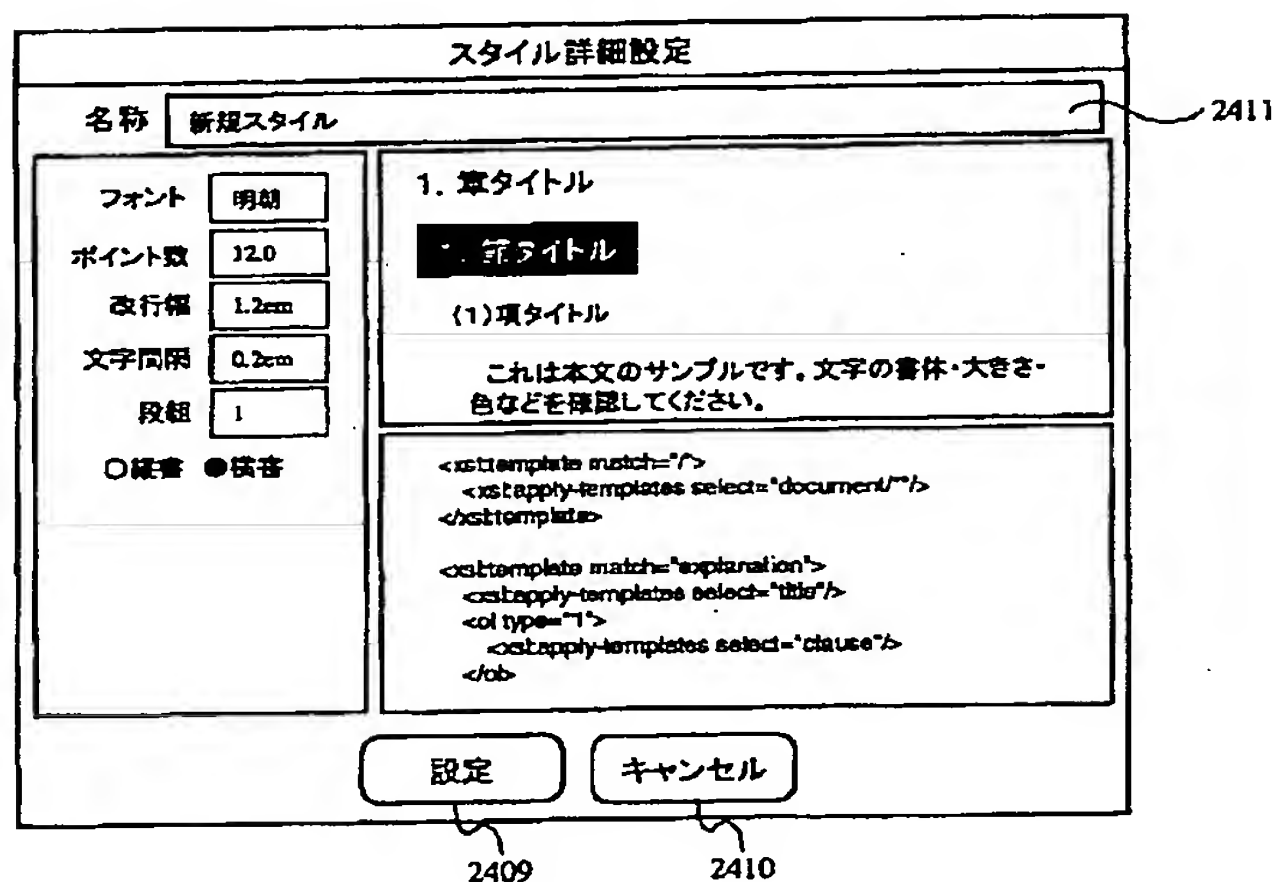 スタイル詳細設定
名称 新規スタイル
2411
フォント 明朝
ポイント数 12.0
改行幅 1.2cm
文字間隔 0.2cm
段組 1
○縦書 ●横書
1. 章タイトル
1. 節タイトル
(1)項タイトル
これは本文のサンプルです。文字の書体・大きさ・
色などを確認してください。
<xsl:template match="/">
<xsl:apply-templates select="document/*"/>
</xsl:template>
<xsl:template match="explanation">
<xsl:apply-templates select="title"/>
<ol type="1">
<xsl:apply-templates select="clause"/>
</ol>
設定
キャンセル
2409
2410